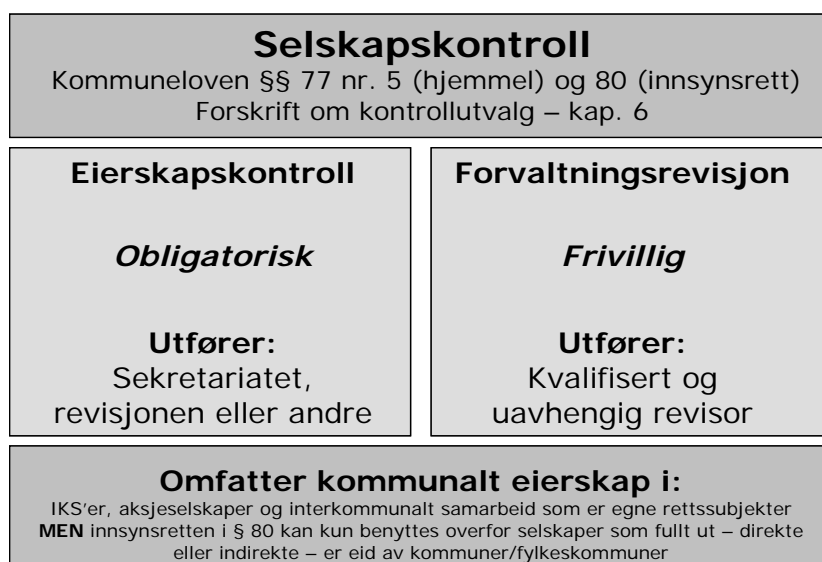 Selskapskontroll
Kommuneloven §§ 77 nr. 5 (hjemmel) og 80 (innsynsrett)
Forskrift om kontrollutvalg – kap. 6
Eierskapskontroll
Obligatorisk
Utfører:
Sekretariatet,
revisjonen eller andre
Forvaltningsrevisjon
Frivillig
Utfører:
Kvalifisert og
uavhengig revisor
Omfatter kommunalt eierskap i:
IKS'er, aksjeselskaper og interkommunalt samarbeid som er egne rettssubjekter
MEN innsynsretten i § 80 kan kun benyttes overfor selskaper som fullt ut – direkte
eller indirekte – er eid av kommuner/fylkeskommuner